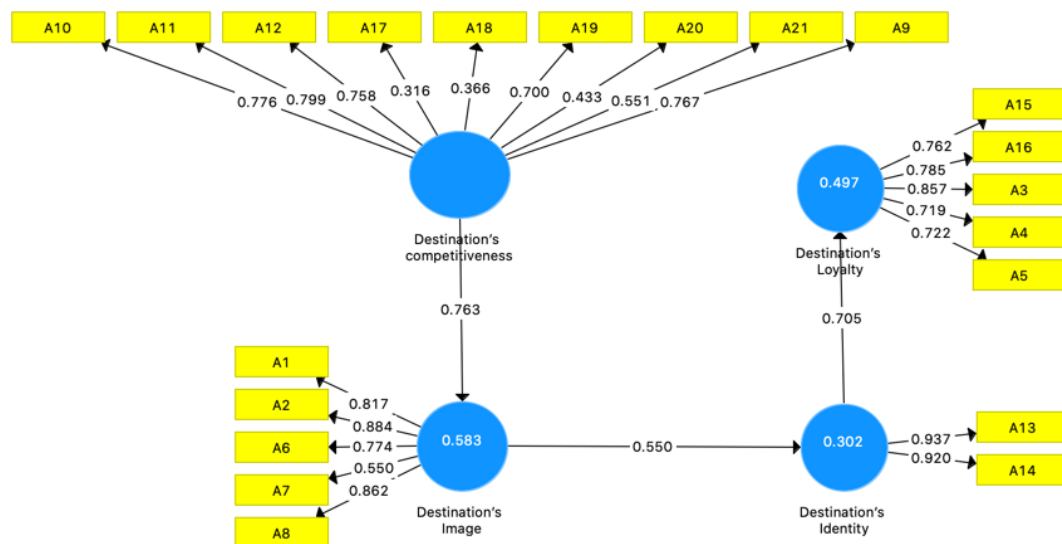 A10 A11 A12 A17 A18 A19 A20 A21 A9
0.776 0.799 0.758 0.316 0.366 0.700 0.433 0.551 0.767
Destination's
competitiveness
0.763
A15
0.762
A16
0.785
A3
0.857
A4
0.719
A5
0.722
0.497
Destination's
Loyalty
0.705
A1
0.817
A2
0.884
A6
0.774
A7
0.550
A8
0.862
0.583
Destination's
Image
0.550
0.302
Destination's
Identity
A13
0.937
A14
0.920